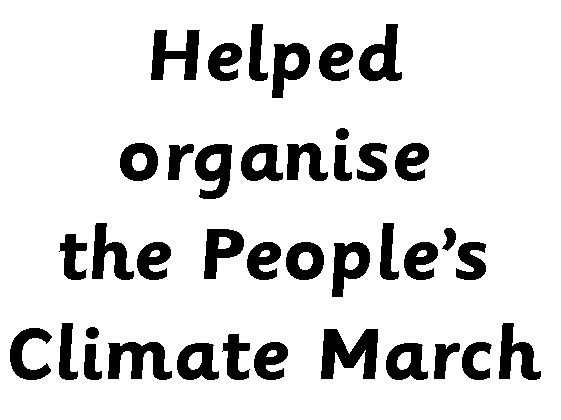 Helped
organise
the People’s
Climate March